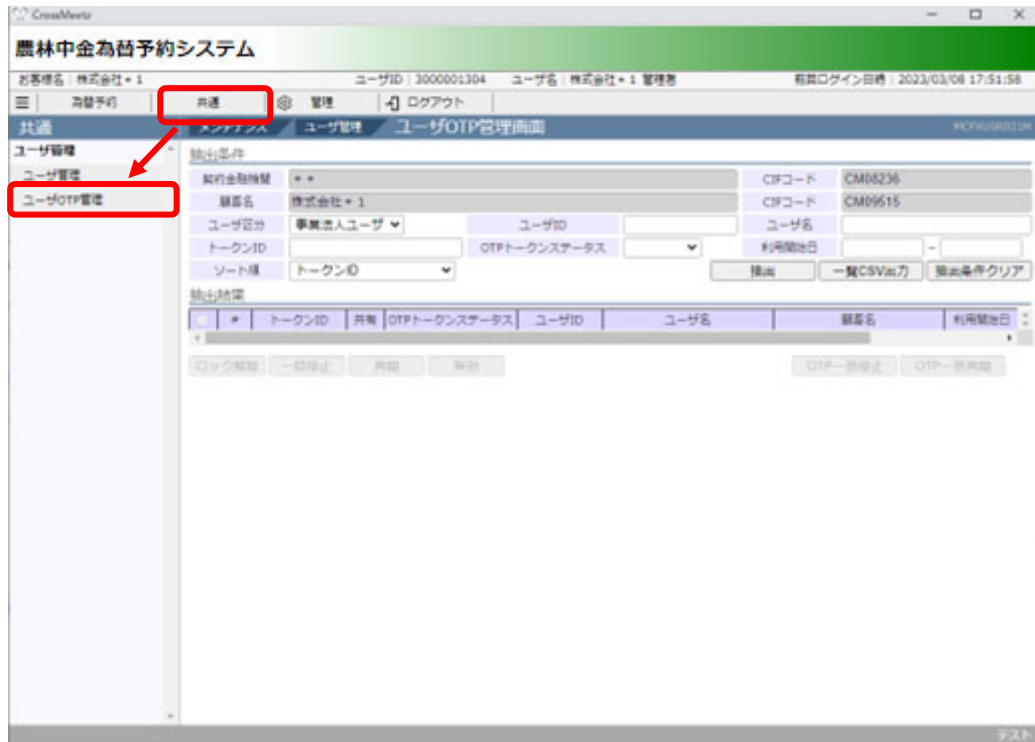 CrossMeetz
農林中金為替予約システム
お客様名 株式会社*1 ユーザID 3000001304 ユーザ名 株式会社*1 管理者 前回ログイン日時 2023/03/08 17:51:58
為替予約 共通 管理 ログアウト
共通 メンテナンス ユーザ管理 ユーザOTP管理画面
ユーザ管理
ユーザ管理
ユーザOTP管理
抽出条件
契約金融機関 ** CIFコード CM08236
顧客名 株式会社*1 CIFコード CM09515
ユーザ区分 事業法人ユーザ ユーザID ユーザ名
トークンID OTPトークンステータス 利用開始日 -
ソート順 トークンID 抽出 一覧CSV出力 抽出条件クリア
抽出結果
# トークンID 共有 OTPトークンステータス ユーザID ユーザ名 顧客名 利用開始日
ロック解除 一時停止 再開 無効 OTP一括停止 OTP一括再開
テスト